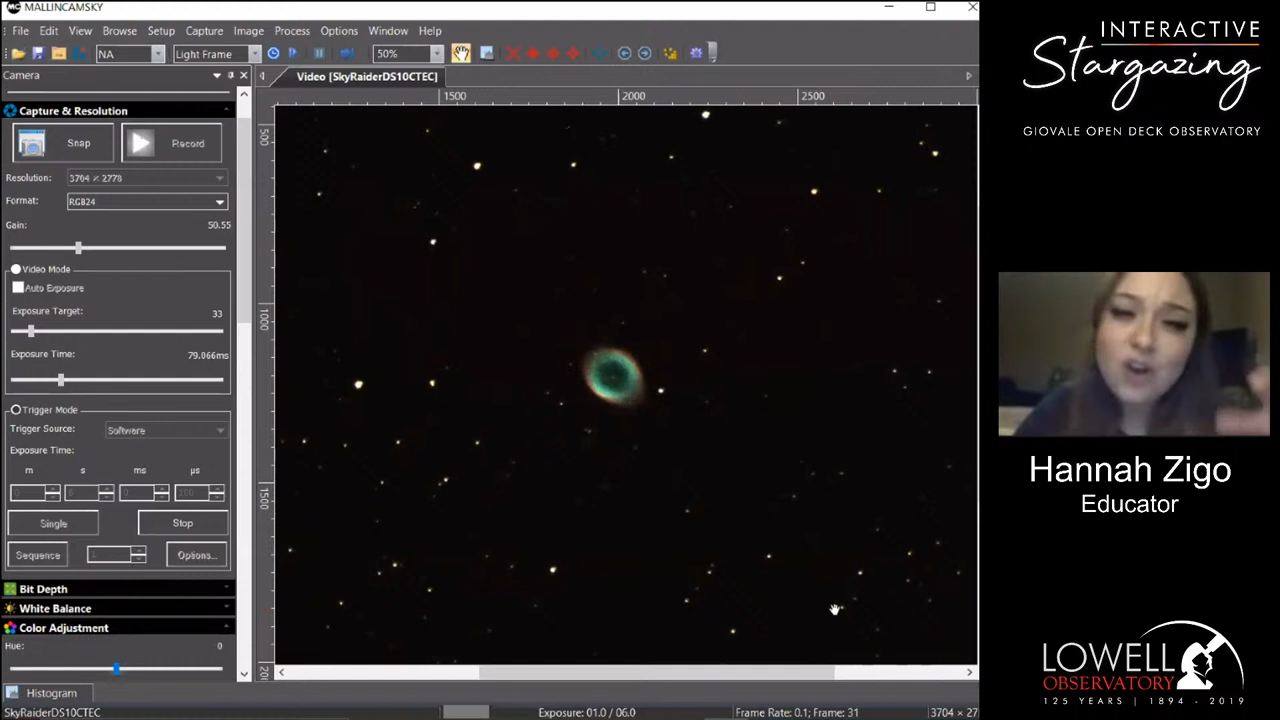 MALLINCAMSKY
File Edit View Browse Setup Capture Image Process Options Window Help
NA Light Frame 50%
Camera
Video [SkyRaiderDS10CTEC]
1500 2000 2500
500
1000
1500
Capture & Resolution
Snap Record
Resolution: 3704 × 2778
Format: RGB24
Gain: 50.55
Video Mode
Auto Exposure
Exposure Target: 33
Exposure Time: 79.066ms
Trigger Mode
Trigger Source: Software
Exposure Time:
m s ms µs
Single Stop
Sequence 1 Options...
Bit Depth
White Balance
Color Adjustment
Hue: 0
Histogram
SkyRaiderDS10CTEC Exposure: 01.0 / 06.0 Frame Rate: 0.1; Frame: 31 3704 × 27
INTERACTIVE
Stargazing
GIOVALE OPEN DECK OBSERVATORY
Hannah Zigo
Educator
LOWELL
OBSERVATORY
125 YEARS | 1894 - 2019